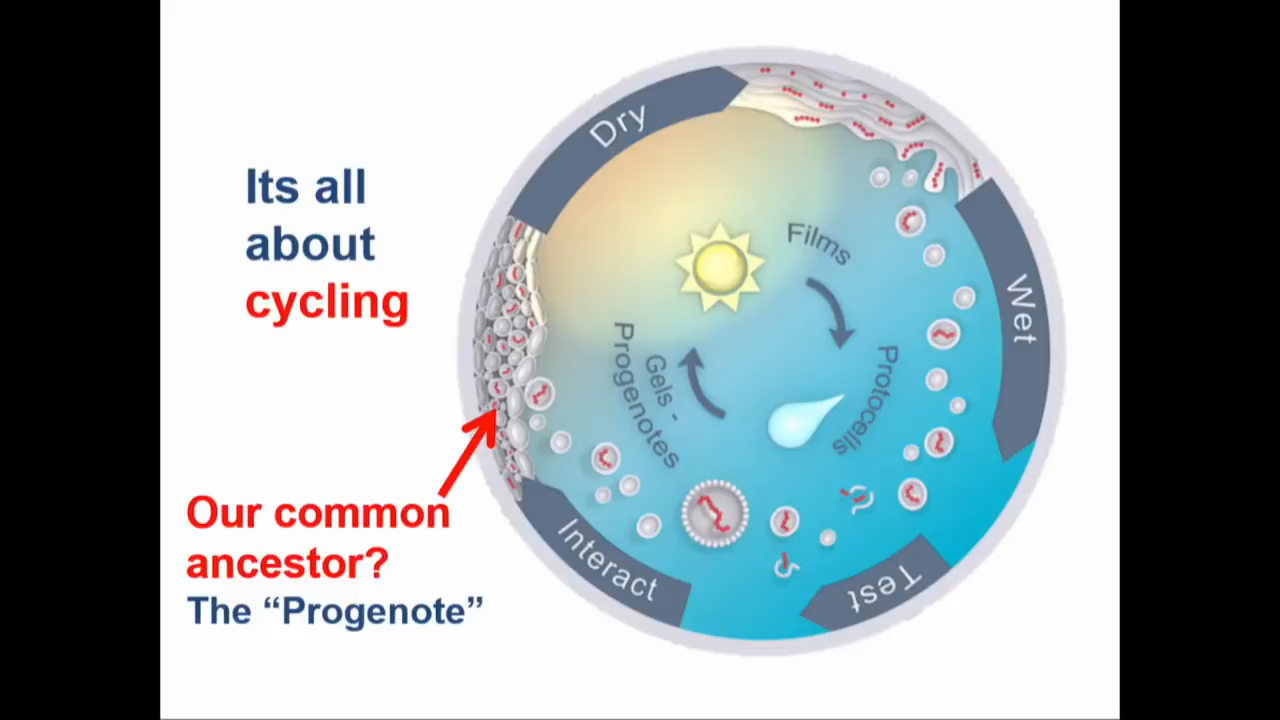 Its all
about
cycling
Our common
ancestor?
The “Progenote”
Dry
Wet
Test
Interact
Films
Protocells
Gels -
Progenotes